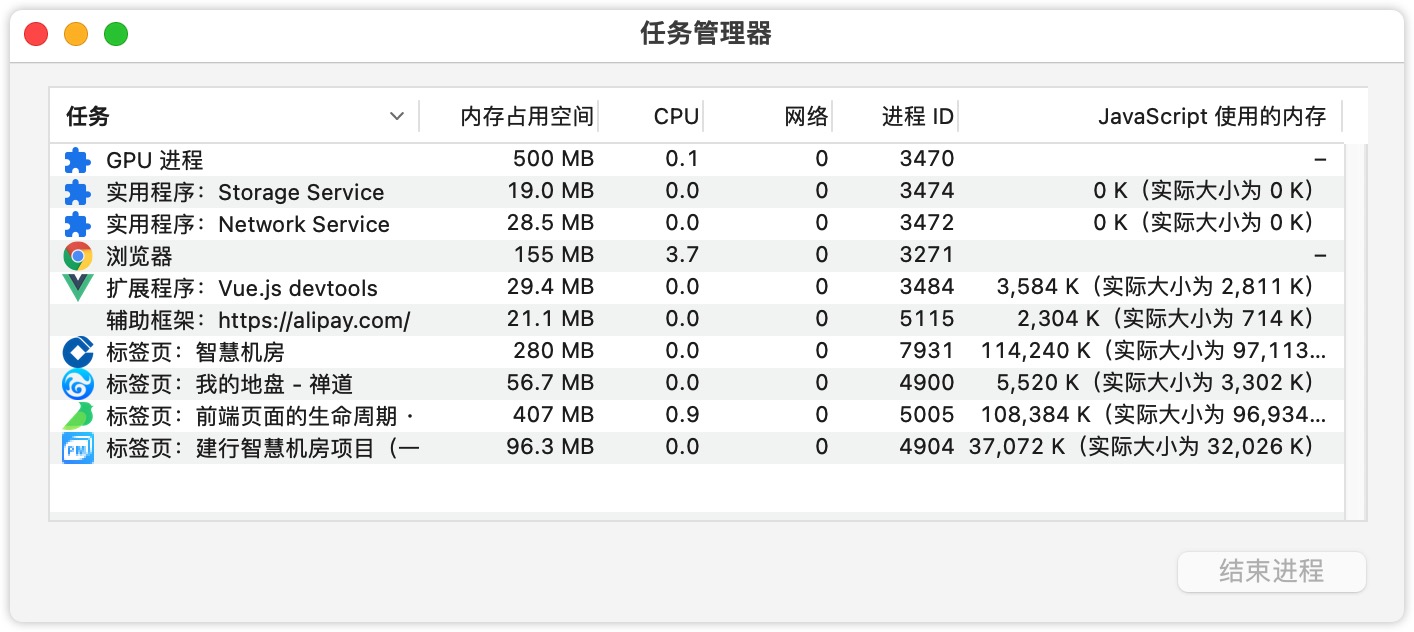 任务管理器
任务 内存占用空间 CPU 网络 进程 ID JavaScript 使用的内存
GPU 进程 500 MB 0.1 0 3470 –
实用程序：Storage Service 19.0 MB 0.0 0 3474 0 K（实际大小为 0 K）
实用程序：Network Service 28.5 MB 0.0 0 3472 0 K（实际大小为 0 K）
浏览器 155 MB 3.7 0 3271 –
扩展程序：Vue.js devtools 29.4 MB 0.0 0 3484 3,584 K（实际大小为 2,811 K）
辅助框架：https://alipay.com/ 21.1 MB 0.0 0 5115 2,304 K（实际大小为 714 K）
标签页：智慧机房 280 MB 0.0 0 7931 114,240 K（实际大小为 97,113...
标签页：我的地盘 - 禅道 56.7 MB 0.0 0 4900 5,520 K（实际大小为 3,302 K）
标签页：前端页面的生命周期 · 407 MB 0.9 0 5005 108,384 K（实际大小为 96,934...
PM 标签页：建行智慧机房项目（一 96.3 MB 0.0 0 4904 37,072 K（实际大小为 32,026 K）
结束进程